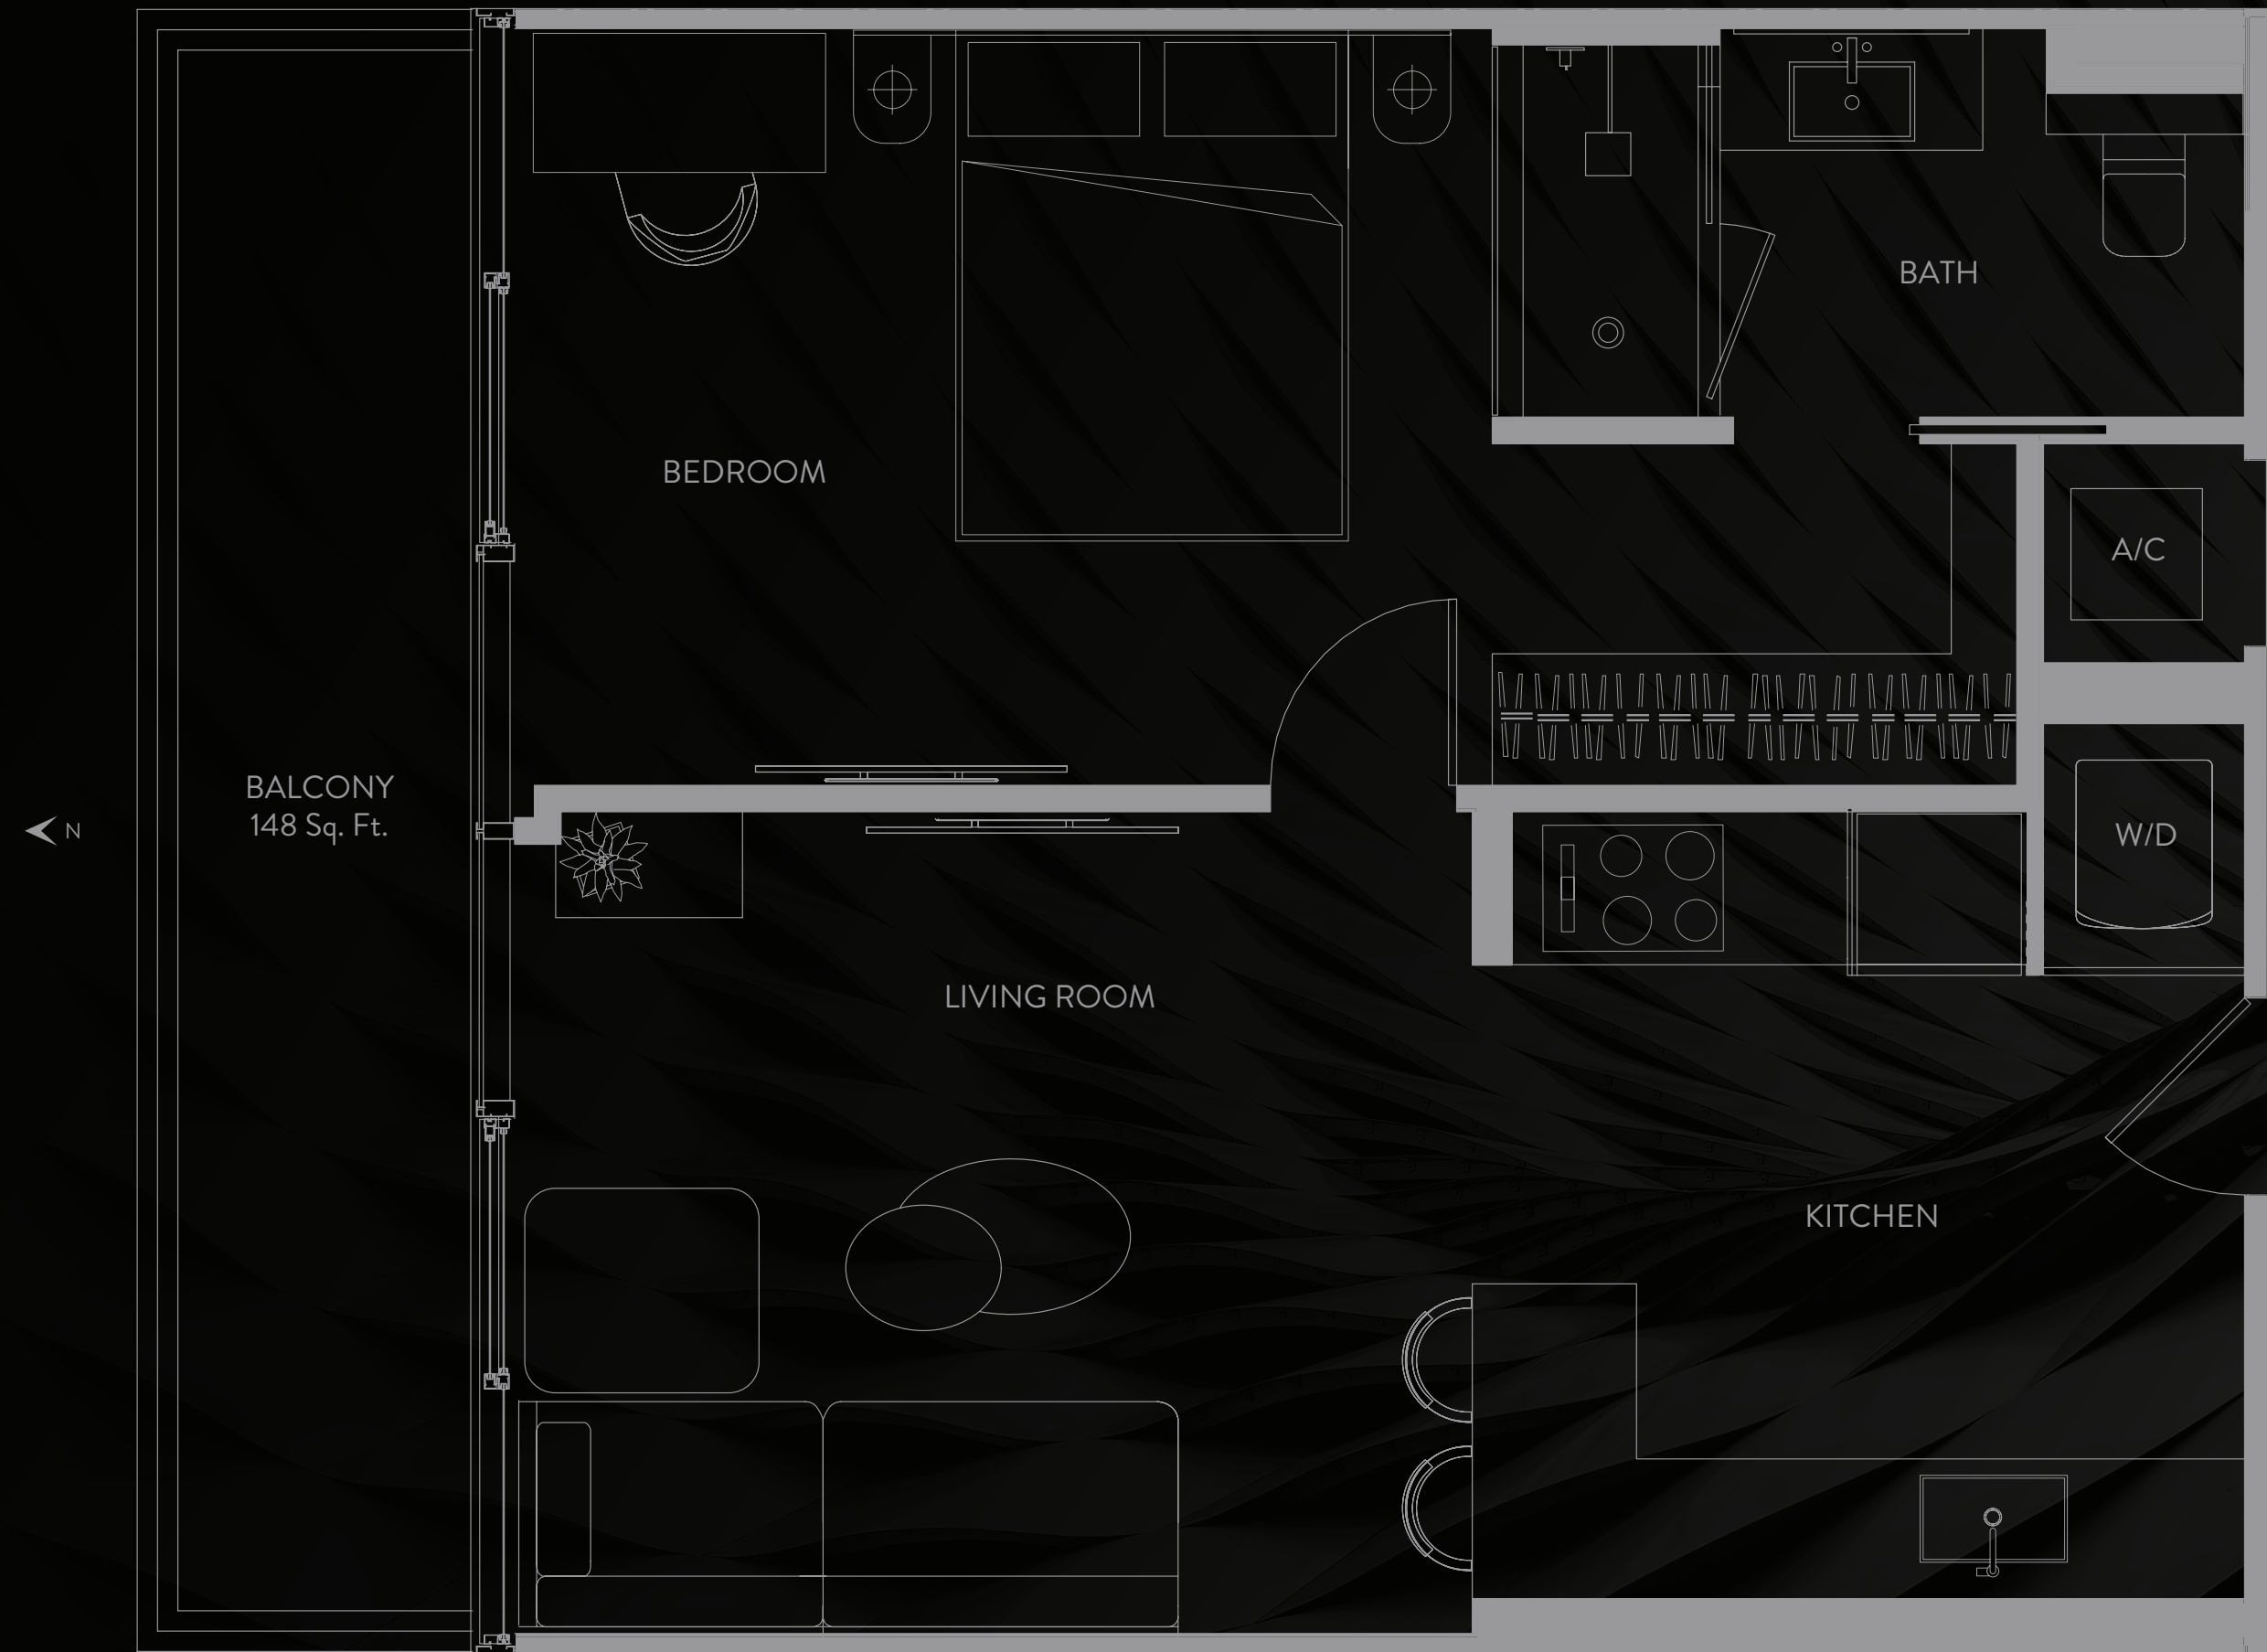 BATH
BEDROOM
A/C
BALCONY
148 Sq. Ft.
N
W/D
LIVING ROOM
KITCHEN